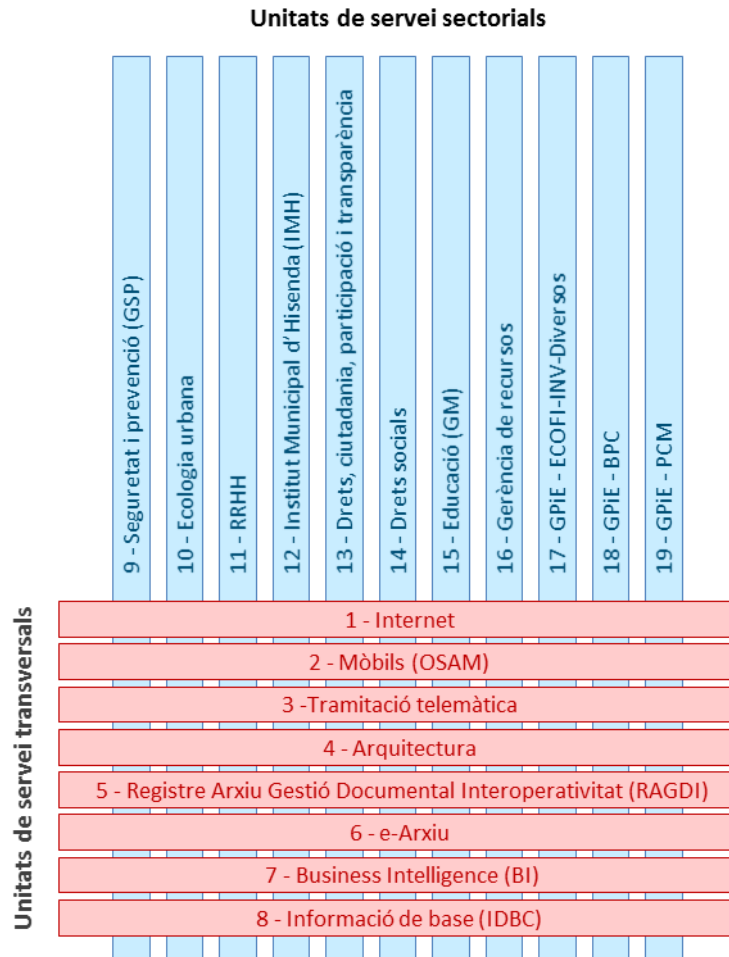 Unitats de servei sectorials
9 - Seguretat i prevenció (GSP)
10 - Ecologia urbana
11 - RRHH
12 - Institut Municipal d'Hisenda (IMH)
13 - Drets, ciutadania, participació i transparència
14 - Drets socials
15 - Educació (GM)
16 - Gerència de recursos
17 - GPiE - ECOFI-INV-Diversos
18 - GPiE - BPC
19 - GPiE - PCM
Unitats de servei transversals
1 - Internet
2 - Mòbils (OSAM)
3 -Tramitació telemàtica
4 - Arquitectura
5 - Registre Arxiu Gestió Documental Interoperativitat (RAGDI)
6 - e-Arxiu
7 - Business Intelligence (BI)
8 - Informació de base (IDBC)